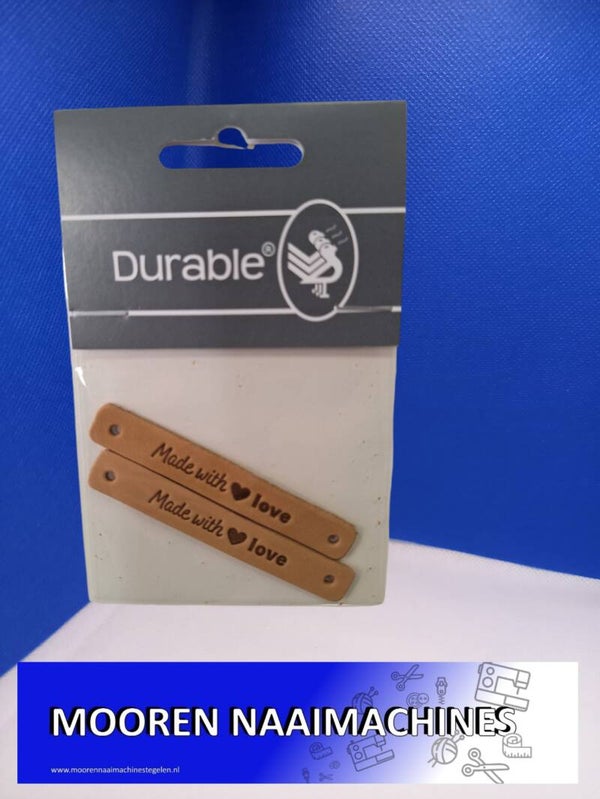 Durable®
Made with ♥ love
Made with ♥ love
MOOREN NAAIMACHINES
www.moorennaaimachinestegelen.nl